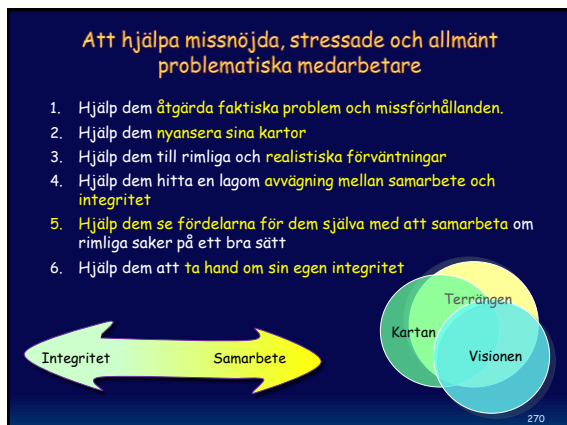 Att hjälpa missnöjda, stressade och allmänt
problematiska medarbetare
1. Hjälp dem åtgärda faktiska problem och missförhållanden.
2. Hjälp dem nyansera sina kartor
3. Hjälp dem till rimliga och realistiska förväntningar
4. Hjälp dem hitta en lagom avvägning mellan samarbete och
integritet
5. Hjälp dem se fördelarna för dem själva med att samarbeta om
rimliga saker på ett bra sätt
6. Hjälp dem att ta hand om sin egen integritet
Terrängen
Kartan
Visionen
Integritet
Samarbete
270